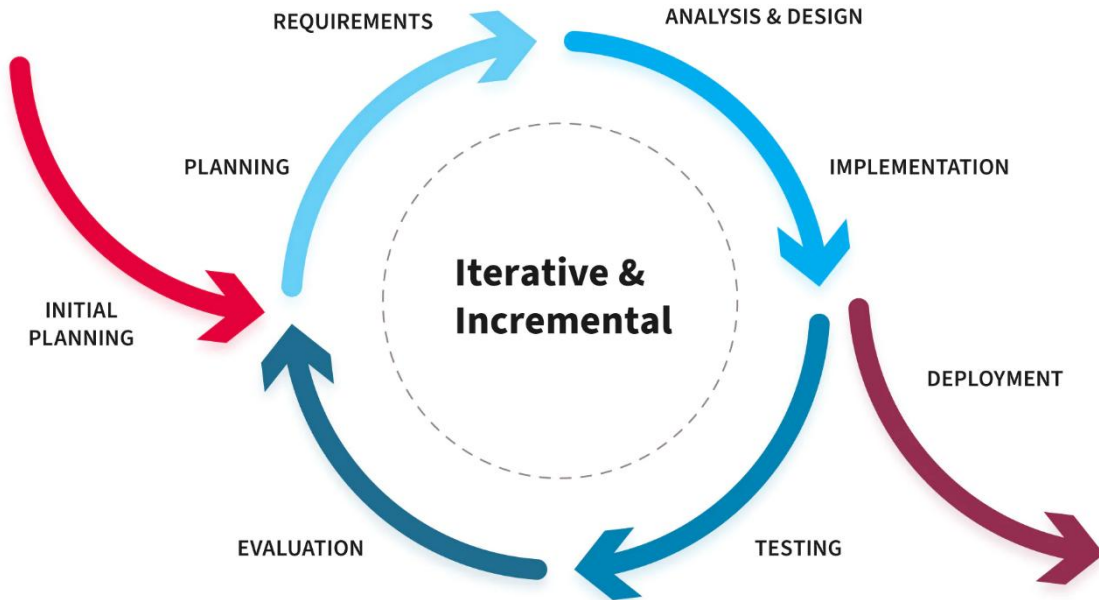 REQUIREMENTS
ANALYSIS & DESIGN
PLANNING
IMPLEMENTATION
Iterative &
Incremental
INITIAL
PLANNING
DEPLOYMENT
EVALUATION
TESTING